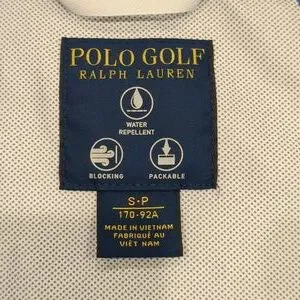 POLO GOLF
RALPH LAUREN
WATER
REPELLENT
BLOCKING
PACKABLE
S•P
170-92A
MADE IN VIETNAM
FABRIQUÉ AU
VIÊT NAM